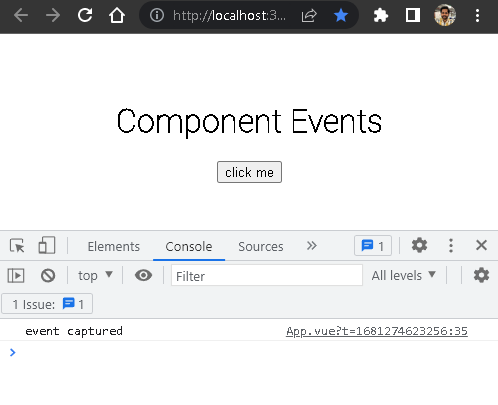 http://localhost:3...
Component Events
click me
Elements Console Sources 1
top Filter All levels
1 Issue: 1
event captured App.vue?t=1681274623256:35